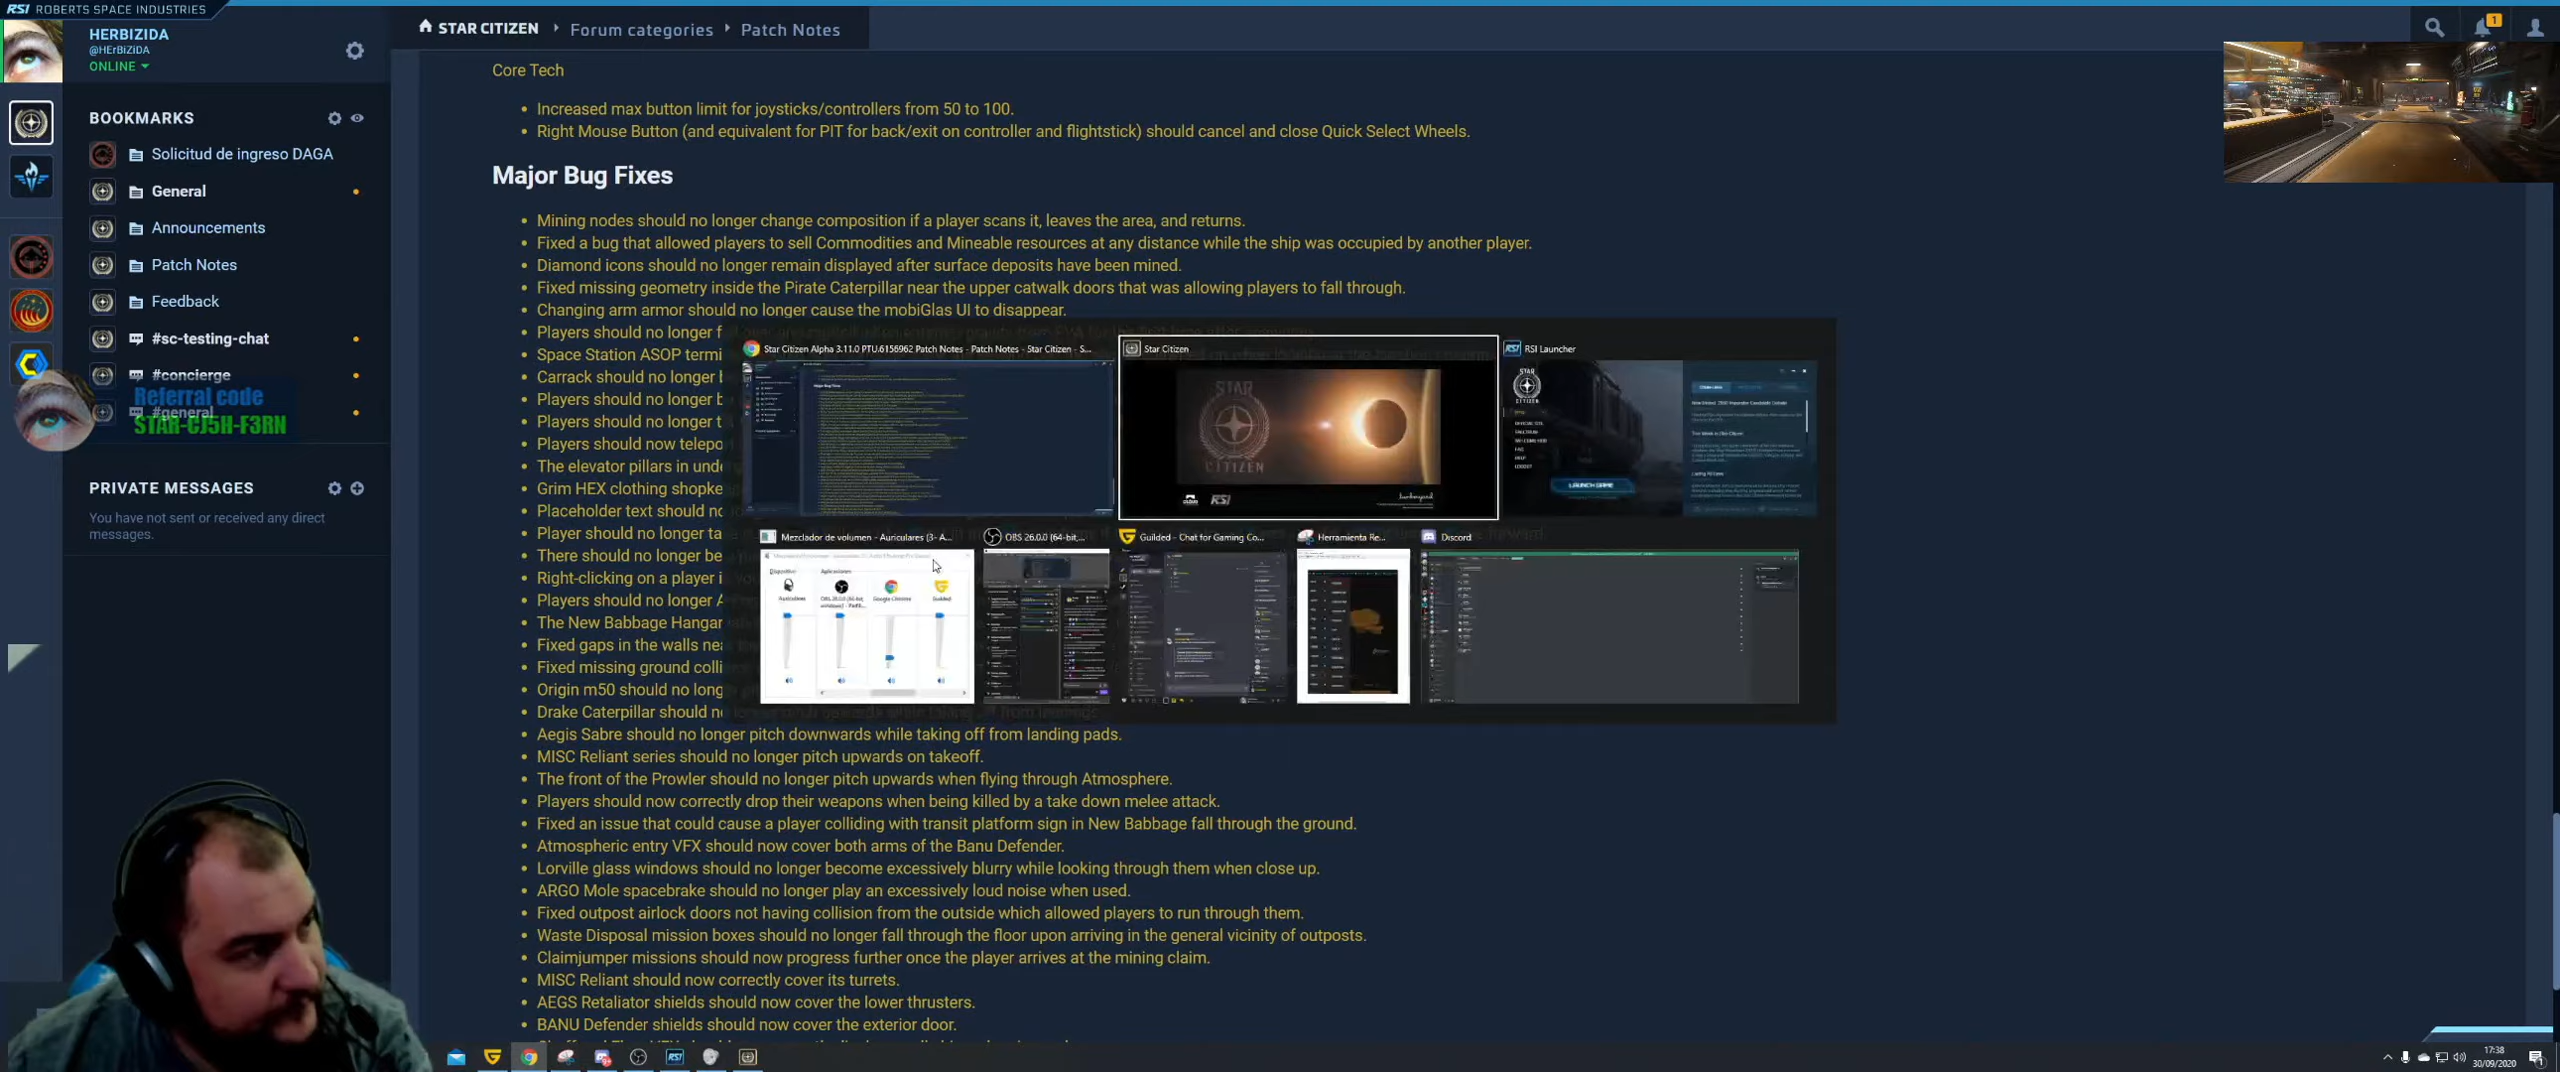 RSI ROBERTS SPACE INDUSTRIES
HERBIZIDA
@HErBiZiDA
ONLINE
STAR CITIZEN
Forum categories
Patch Notes
1
BOOKMARKS
Solicitud de ingreso DAGA
General
Announcements
Patch Notes
Feedback
#sc-testing-chat
#concierge
#general
Referral code
STAR-CJ5H-F3RN
PRIVATE MESSAGES
You have not sent or received any direct
messages.
Core Tech
Increased max button limit for joysticks/controllers from 50 to 100.
Right Mouse Button (and equivalent for PIT for back/exit on controller and flightstick) should cancel and close Quick Select Wheels.
Major Bug Fixes
Mining nodes should no longer change composition if a player scans it, leaves the area, and returns.
Fixed a bug that allowed players to sell Commodities and Mineable resources at any distance while the ship was occupied by another player.
Diamond icons should no longer remain displayed after surface deposits have been mined.
Fixed missing geometry inside the Pirate Caterpillar near the upper catwalk doors that was allowing players to fall through.
Changing arm armor should no longer cause the mobiGlas UI to disappear.
Players should no longer
Space Station ASOP
Carrack should no longer
Players should no longer
Players should no longer
Players should now
The elevator pillars in
Grim HEX clothing
Placeholder text should
Player should no longer
There should no longer
Right-clicking on a player
Players should no longer
The New Babbage Hangar
Fixed gaps in the walls
Fixed missing ground
Origin m50 should no
Drake Caterpillar should
Aegis Sabre should no longer pitch downwards while taking off from landing pads.
MISC Reliant series should no longer pitch upwards on takeoff.
The front of the Prowler should no longer pitch upwards when flying through Atmosphere.
Players should now correctly drop their weapons when being killed by a take down melee attack.
Fixed an issue that could cause a player colliding with transit platform sign in New Babbage fall through the ground.
Atmospheric entry VFX should now cover both arms of the Banu Defender.
Lorville glass windows should no longer become excessively blurry while looking through them when close up.
ARGO Mole spacebrake should no longer play an excessively loud noise when used.
Fixed outpost airlock doors not having collision from the outside which allowed players to run through them.
Waste Disposal mission boxes should no longer fall through the floor upon arriving in the general vicinity of outposts.
Claimjumper missions should now progress further once the player arrives at the mining claim.
MISC Reliant should now correctly cover its turrets.
AEGS Retaliator shields should now cover the lower thrusters.
BANU Defender shields should now cover the exterior door.
Star Citizen Alpha 3.11.0 PTU.6156962 Patch Notes - Patch Notes - Star Citizen - S...
Star Citizen
RSI Launcher
STAR
CITIZEN
RSI
LAUNCH GAME
Mezclador de volumen - Auriculares (3- A...
OBS 26.0.0 (64-bit,...
Guilded - Chat for Gaming Co...
Herramienta Re...
Discord
Google Chrome
Guilded
17:38
30/09/2020